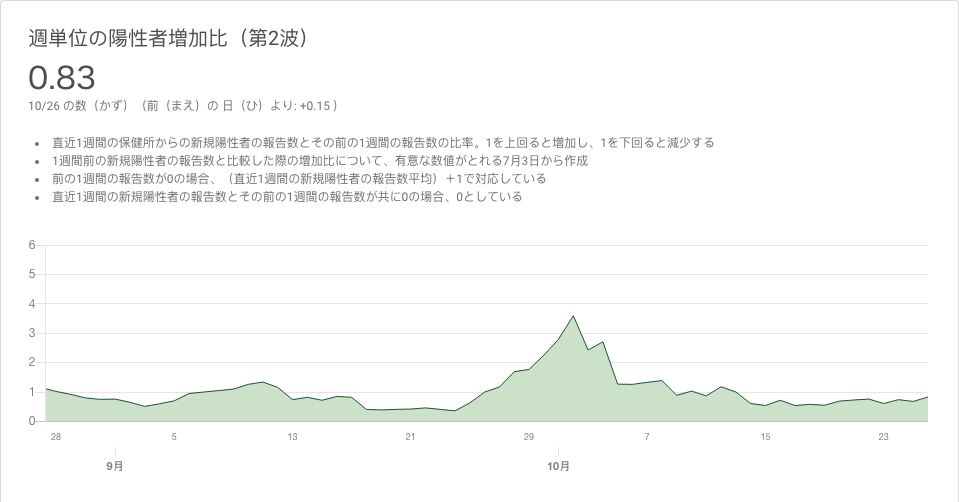 週単位の陽性者増加比（第2波）
0.83
10/26 の数（かず）（前（まえ）の 日（ひ）より: +0.15 ）
• 直近1週間の保健所からの新規陽性者の報告数とその前の1週間の報告数の比率。1を上回ると増加し、1を下回ると減少する
• 1週間前の新規陽性者の報告数と比較した際の増加比について、有意な数値がとれる7月3日から作成
• 前の1週間の報告数が0の場合、（直近1週間の新規陽性者の報告数平均）＋1で対応している
• 直近1週間の新規陽性者の報告数とその前の1週間の報告数が共に0の場合、0としている
6
5
4
3
2
1
0
28 5 13 21 29 7 15 23
9月 10月